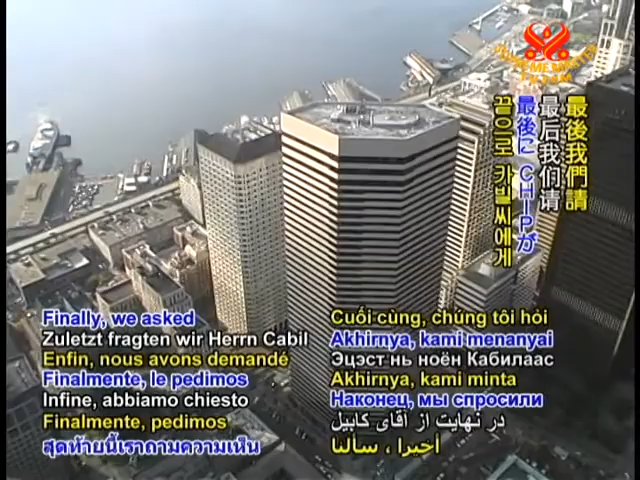 SUPREME MASTER
TV.COM
最後我們請
最后我们请
最後に CHIPが
끝으로 카빌씨에게
Finally, we asked
Zuletzt fragten wir Herrn Cabil
Enfin, nous avons demandé
Finalmente, le pedimos
Infine, abbiamo chiesto
Finalmente, pedimos
สุดท้ายนี้เราถามความเห็น
Cuối cùng, chúng tôi hỏi
Akhirnya, kami menanyai
Эцэст нь ноён Кабилаас
Akhirnya, kami minta
Наконец, мы спросили
در نهایت از آقای کابیل
أخيرا ، سألنا